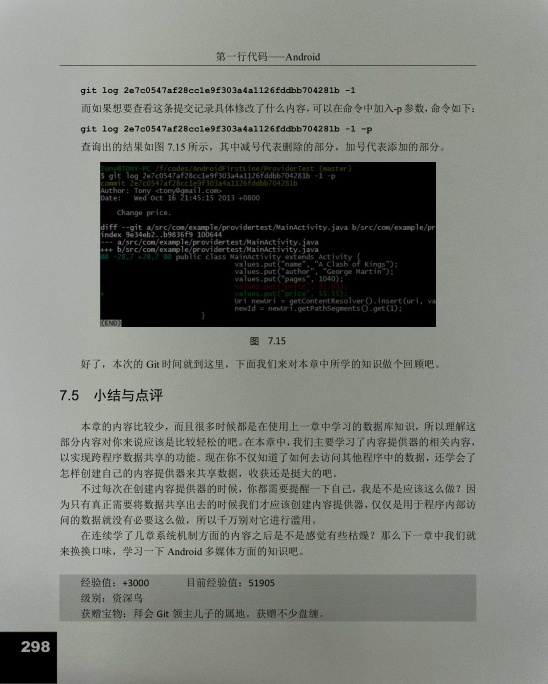 第一行代码——Android
git log 2e7c0547af28cc1e9f303a4a1126fddbb704281b -1
而如果想要查看这条提交记录具体修改了什么内容，可以在命令中加入-p 参数，命令如下：
git log 2e7c0547af28cc1e9f303a4a1126fddbb704281b -1 -p
查询出的结果如图 7.15 所示，其中减号代表删除的部分，加号代表添加的部分。
Tony@TONY-PC /f/codes/AndroidFirstLine/ProviderTest (master)
$ git log 2e7c0547af28cc1e9f303a4a1126fddbb704281b -1 -p
commit 2e7c0547af28cc1e9f303a4a1126fddbb704281b
Author: Tony <tony@gmail.com>
Date: Wed Oct 16 21:45:15 2013 +0800
Change price.
diff --git a/src/com/example/providertest/MainActivity.java b/src/com/example/pr
index 9e34eb2..b9836f9 100644
--- a/src/com/example/providertest/MainActivity.java
+++ b/src/com/example/providertest/MainActivity.java
@@ -28,7 +28,7 @@ public class MainActivity extends Activity {
values.put("name", "A Clash of Kings");
values.put("author", "George Martin");
values.put("pages", 1040);
-
+ values.put("price", 55.55);
Uri newUri = getContentResolver().insert(uri, va
newId = newUri.getPathSegments().get(1);
}
(END)
图 7.15
好了，本次的 Git 时间就到这里，下面我们来对本章中所学的知识做个回顾吧。
7.5 小结与点评
本章的内容比较少，而且很多时候都是在使用上一章中学习的数据库知识，所以理解这
部分内容对你来说应该是比较轻松的吧。在本章中，我们主要学习了内容提供器的相关内容，
以实现跨程序数据共享的功能。现在你不仅知道了如何去访问其他程序中的数据，还学会了
怎样创建自己的内容提供器来共享数据，收获还是挺大的吧。
不过每次在创建内容提供器的时候，你都需要提醒一下自己，我是不是应该这么做？因
为只有真正需要将数据共享出去的时候我们才应该创建内容提供器，仅仅是用于程序内部访
问的数据就没有必要这么做，所以千万别对它进行滥用。
在连续学了几章系统机制方面的内容之后是不是感觉有些枯燥？那么下一章中我们就
来换换口味，学习一下 Android 多媒体方面的知识吧。
经验值：+3000 目前经验值：51905
级别：资深鸟
获赠宝物：拜会 Git 领主儿子的属地。获赠不少盘缠。
298